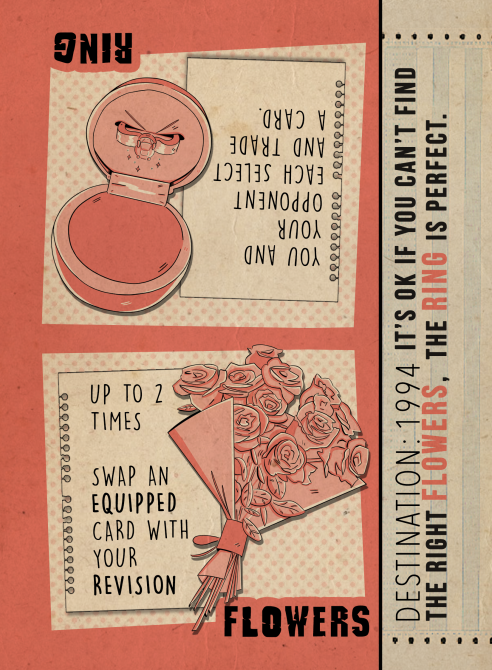 RING
YOU AND
YOUR
OPPONENT
EACH SELECT
AND TRADE
A CARD.
UP TO 2
TIMES
SWAP AN
EQUIPPED
CARD WITH
YOUR
REVISION
FLOWERS
DESTINATION: 1994 IT'S OK IF YOU CAN'T FIND
THE RIGHT FLOWERS, THE RING IS PERFECT.